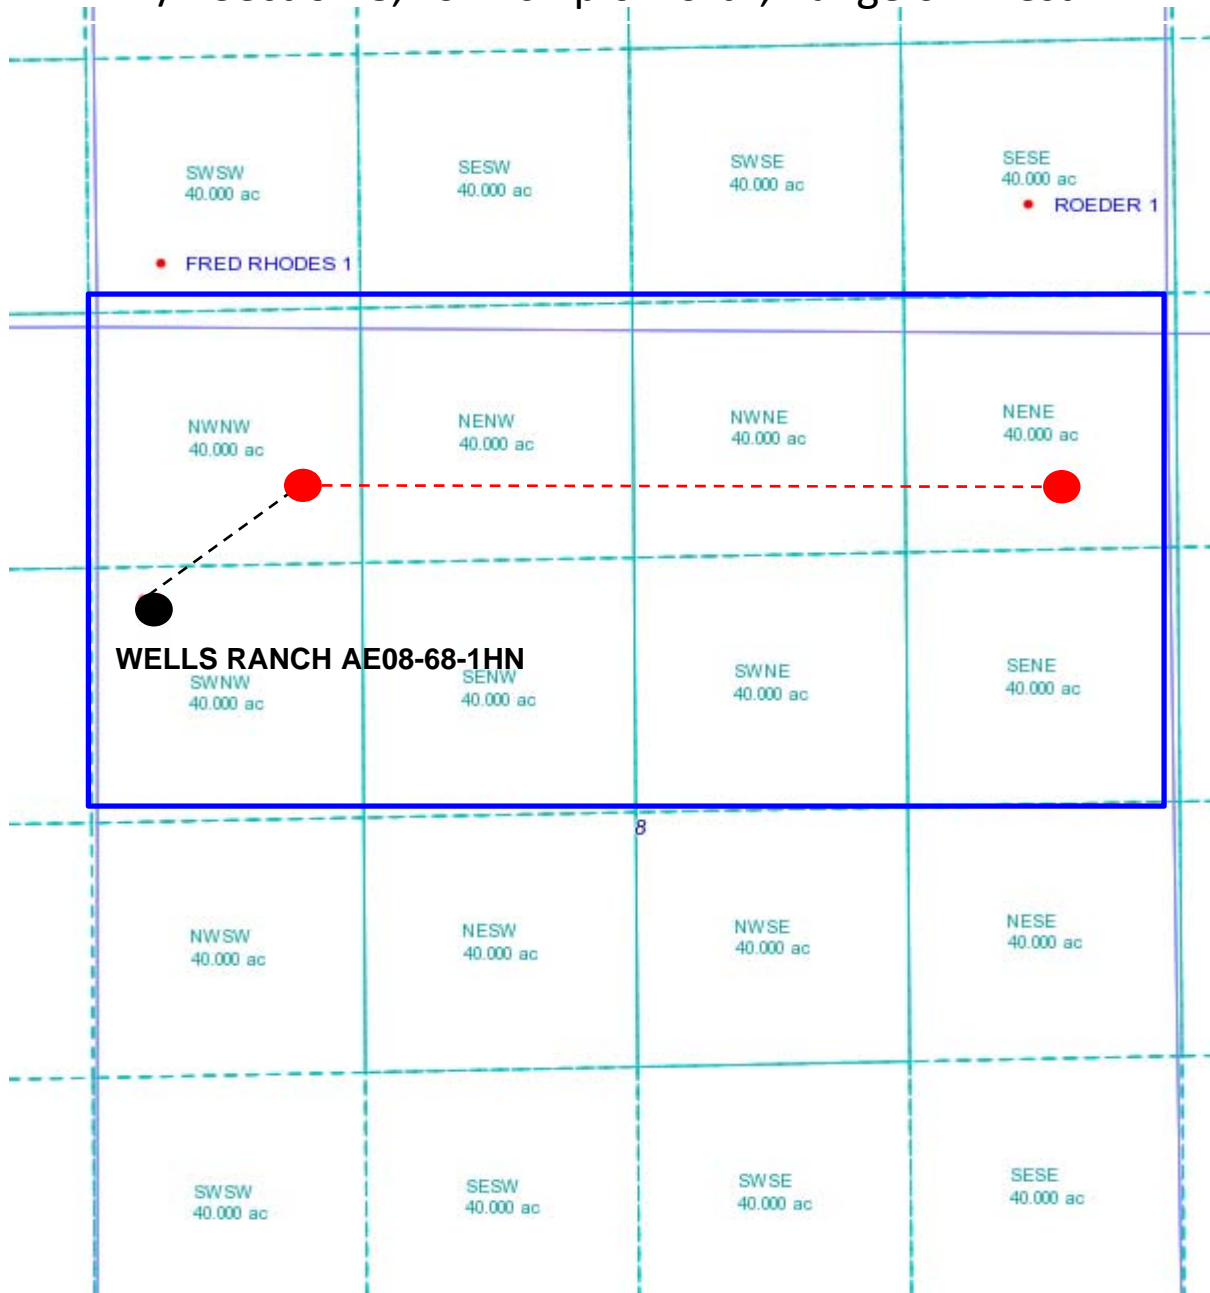 Township North, Range West
SWSW
40.000 ac
SESW
40.000 ac
SWSE
40.000 ac
SESE
40.000 ac
ROEDER 1
FRED RHODES 1
NWNW
40.000 ac
NENW
40.000 ac
NWNE
40.000 ac
NENE
40.000 ac
WELLS RANCH AE08-68-1HN
SWNW
40.000 ac
SENW
40.000 ac
SWNE
40.000 ac
SENE
40.000 ac
8
NWSW
40.000 ac
NESW
40.000 ac
NWSE
40.000 ac
NESE
40.000 ac
SWSW
40.000 ac
SESW
40.000 ac
SWSE
40.000 ac
SESE
40.000 ac